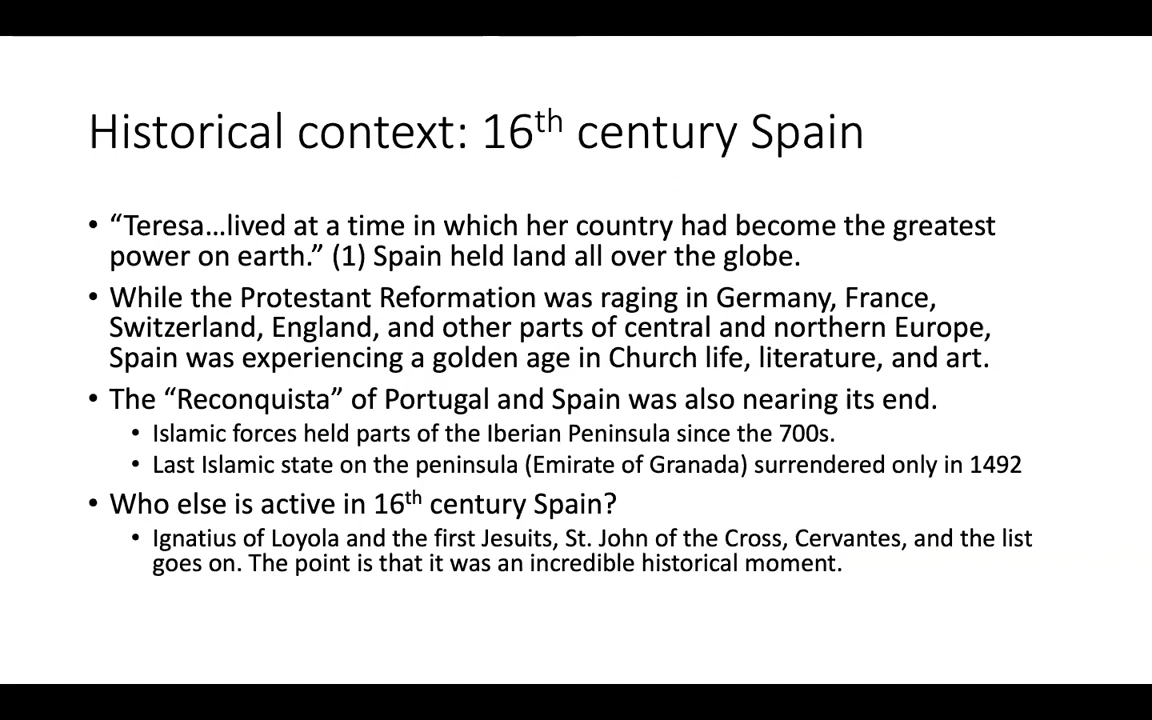 Historical context: 16th century Spain
• “Teresa…lived at a time in which her country had become the greatest
power on earth.” (1) Spain held land all over the globe.
• While the Protestant Reformation was raging in Germany, France,
Switzerland, England, and other parts of central and northern Europe,
Spain was experiencing a golden age in Church life, literature, and art.
• The “Reconquista” of Portugal and Spain was also nearing its end.
• Islamic forces held parts of the Iberian Peninsula since the 700s.
• Last Islamic state on the peninsula (Emirate of Granada) surrendered only in 1492
• Who else is active in 16th century Spain?
• Ignatius of Loyola and the first Jesuits, St. John of the Cross, Cervantes, and the list
goes on. The point is that it was an incredible historical moment.